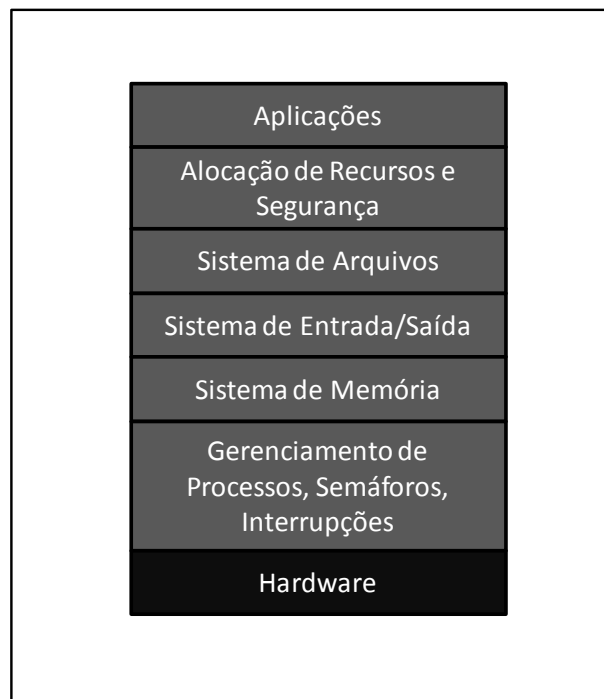 Aplicações
Alocação de Recursos e
Segurança
Sistema de Arquivos
Sistema de Entrada/Saída
Sistema de Memória
Gerenciamento de
Processos, Semáforos,
Interrupções
Hardware